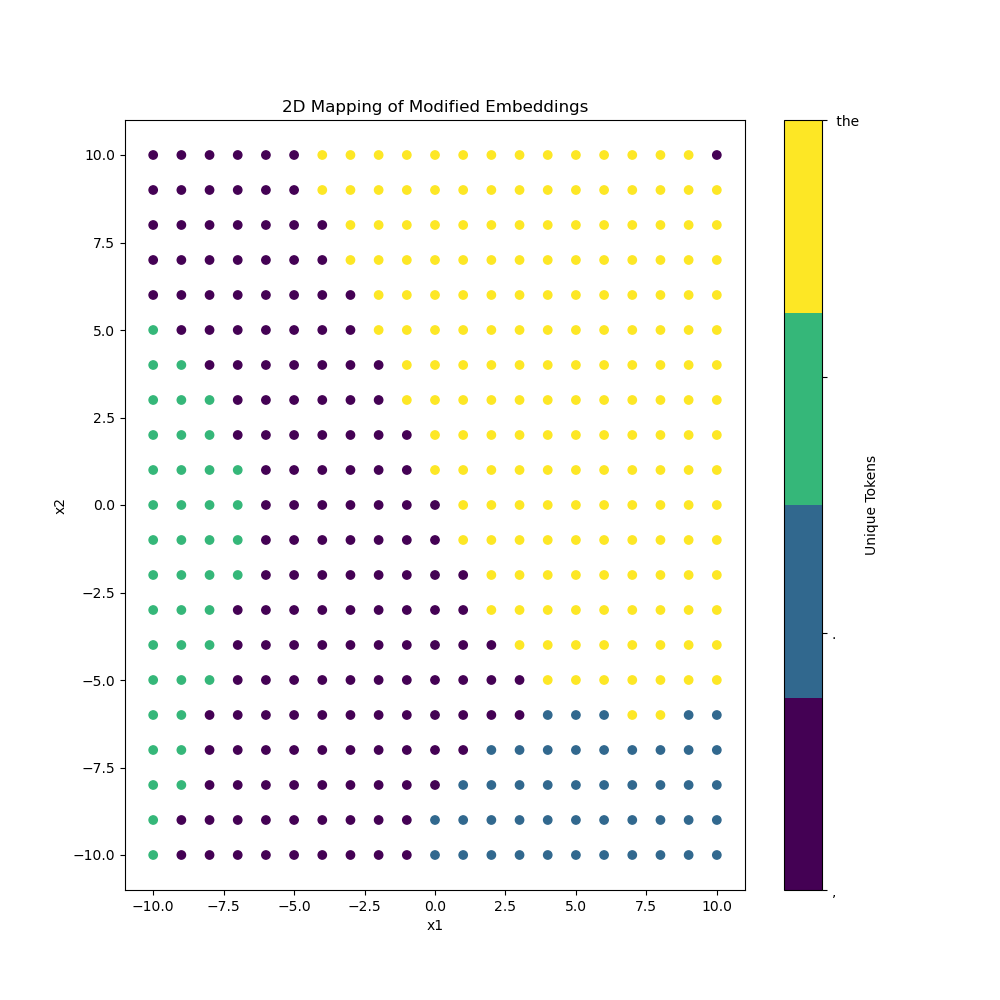 2D Mapping of Modified Embeddings
the
10.0
7.5
5.0
2.5
0.0
−2.5
−5.0
−7.5
−10.0
x2
.
,
Unique Tokens
−10.0 −7.5 −5.0 −2.5 0.0 2.5 5.0 7.5 10.0
x1